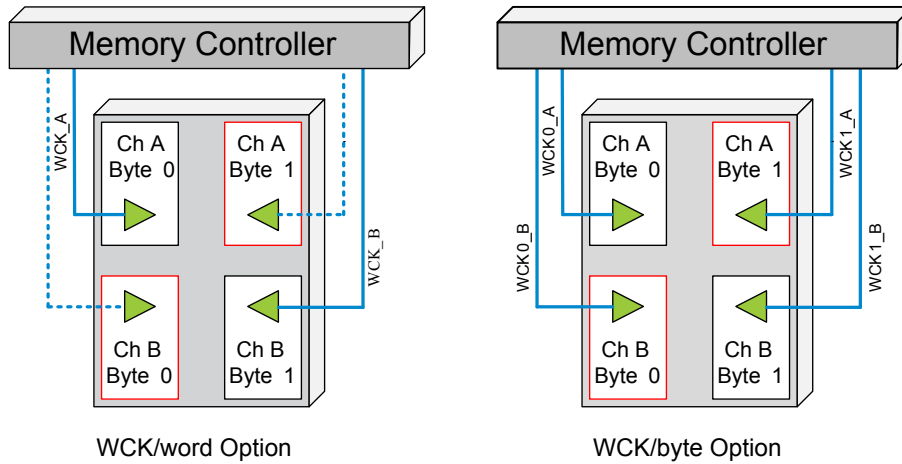 Memory Controller
WCK_A
Ch A
Byte 0
Ch A
Byte 1
WCK_B
Ch B
Byte 0
Ch B
Byte 1
WCK/word Option
Memory Controller
WCK0_A
WCK1_A
Ch A
Byte 0
Ch A
Byte 1
WCK0_B
WCK1_B
Ch B
Byte 0
Ch B
Byte 1
WCK/byte Option